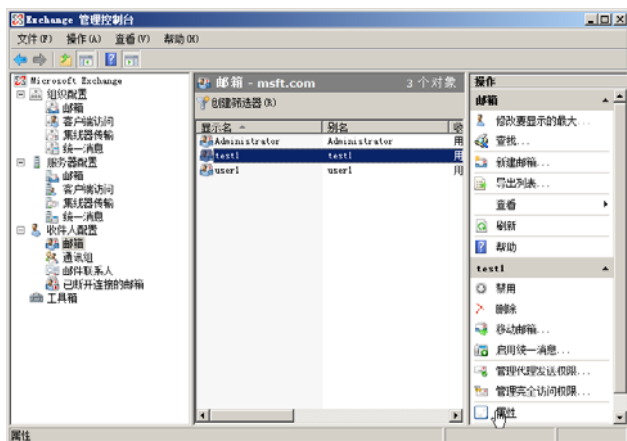 Exchange 管理控制台
文件(F) 操作(A) 查看(V) 帮助(H)
Microsoft Exchange
组织配置
邮箱
客户端访问
集线器传输
统一消息
服务器配置
邮箱
客户端访问
集线器传输
统一消息
收件人配置
邮箱
通讯组
邮件联系人
已断开连接的邮箱
工具箱
邮箱 - msft.com 3 个对象
创建筛选器(R)
显示名 别名 收
Administrator Administrator 用
test1 test1 用
user1 user1 用
操作
邮箱
修改要显示的最大...
查找...
新建邮箱...
导出列表...
查看
刷新
帮助
test1
禁用
删除
移动邮箱...
启用统一消息...
管理代理发送权限...
管理完全访问权限...
属性
属性